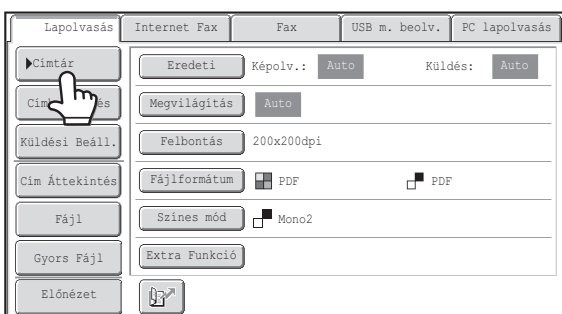 Lapolvasás Internet Fax Fax USB m. beolv. PC lapolvasás
Címtár
Eredeti Képolv.: Auto Küldés: Auto
Megvilágítás Auto
Küldési Beáll. Felbontás 200x200dpi
Cím Áttekintés Fájlformátum PDF PDF
Fájl Színes mód Mono2
Gyors Fájl Extra Funkció
Előnézet